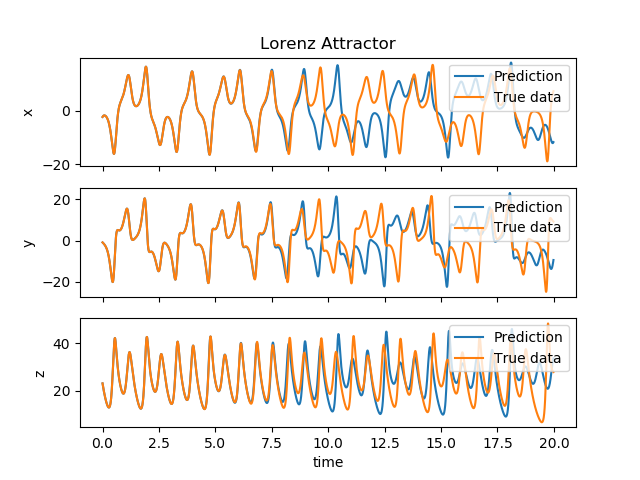 Lorenz Attractor
x
0
−20
Prediction
True data
y
20
0
−20
Prediction
True data
z
40
20
Prediction
True data
0.0 2.5 5.0 7.5 10.0 12.5 15.0 17.5 20.0
time